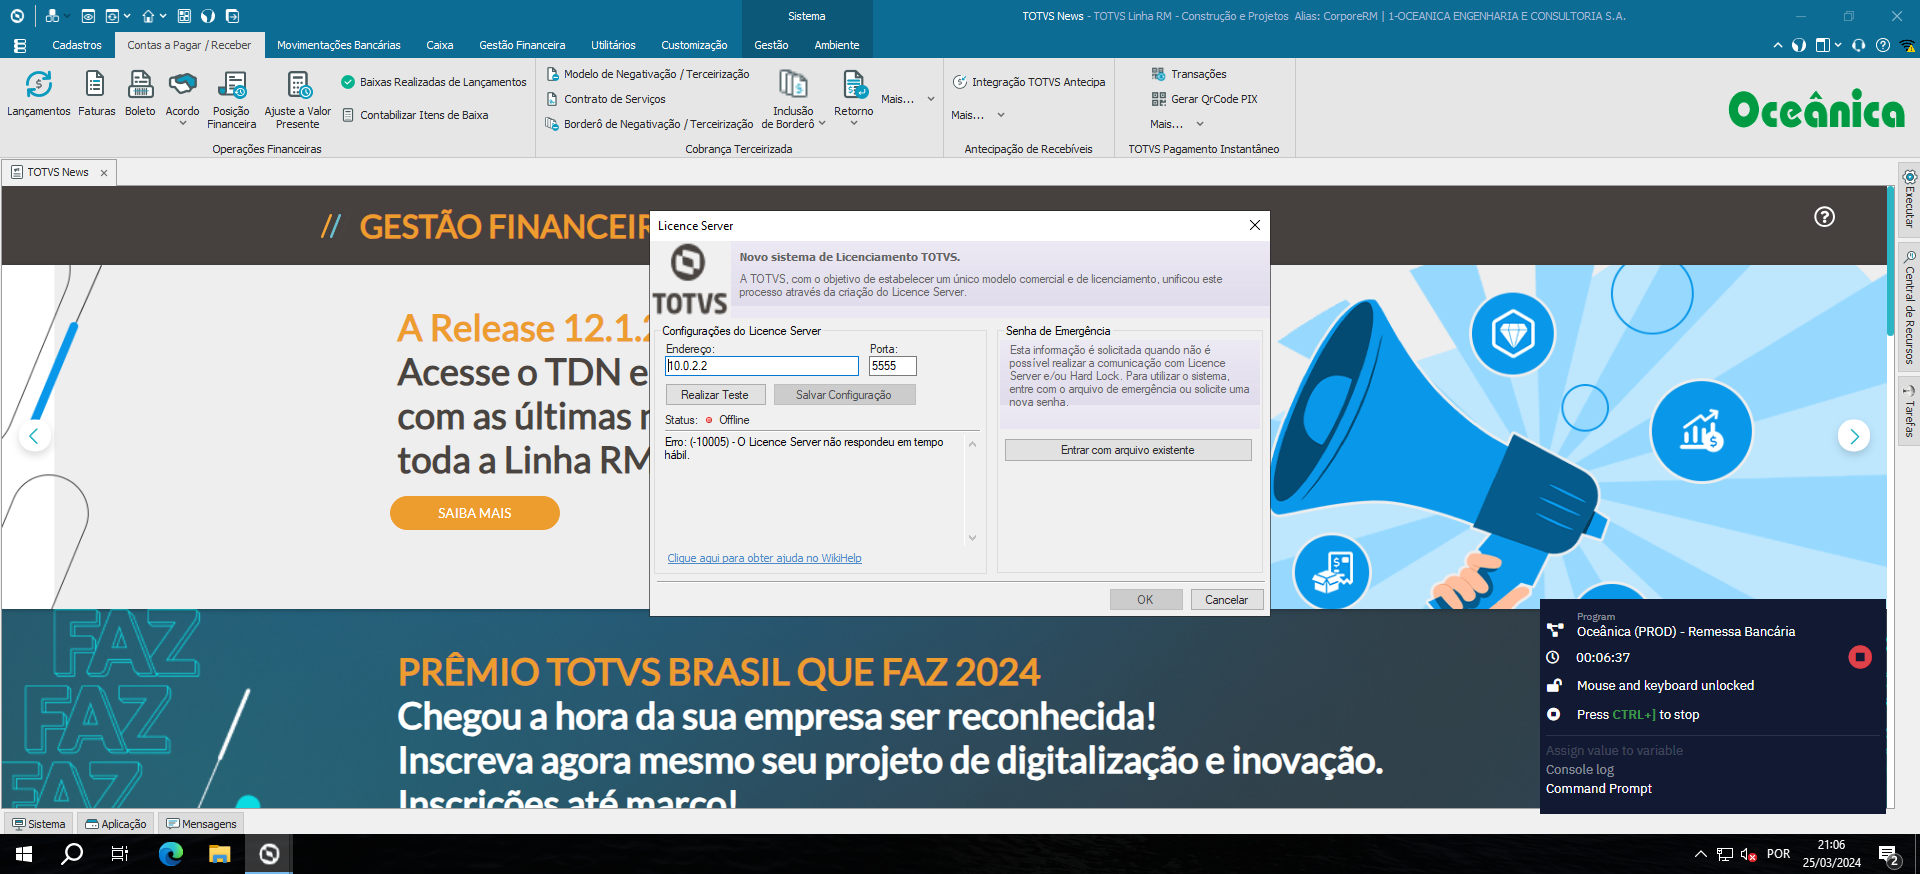 Sistema
TOTVS News - TOTVS Linha RM - Construção e Projetos  Alias: CorporeRM | 1-OCEANICA ENGENHARIA E CONSULTORIA S.A.
Cadastros
Contas a Pagar / Receber
Movimentações Bancárias
Caixa
Gestão Financeira
Utilitários
Customização
Gestão
Ambiente
Lançamentos
Faturas
Boleto
Acordo
Posição
Financeira
Ajuste a Valor
Presente
Baixas Realizadas de Lançamentos
Contabilizar Itens de Baixa
Operações Financeiras
Modelo de Negativação / Terceirização
Contrato de Serviços
Borderô de Negativação / Terceirização
Inclusão
de Borderô
Retorno
Mais...
Cobrança Terceirizada
Integração TOTVS Antecipa
Mais...
Antecipação de Recebíveis
Transações
Gerar QrCode PIX
Mais...
TOTVS Pagamento Instantâneo
Oceânica
TOTVS News
Executar
Central de Recursos
Tarefas
// GESTÃO FINANCEIR
A Release 12.1.2
Acesse o TDN e
com as últimas
toda a Linha RM
SAIBA MAIS
Licence Server
TOTVS
Novo sistema de Licenciamento TOTVS.
A TOTVS, com o objetivo de estabelecer um único modelo comercial e de licenciamento, unificou este
processo através da criação do Licence Server.
Configurações do Licence Server
Endereço:
Porta:
10.0.2.2
5555
Realizar Teste
Salvar Configuração
Status:
Offline
Erro: (-10005) - O Licence Server não respondeu em tempo
hábil.
Clique aqui para obter ajuda no WikiHelp
Senha de Emergência
Esta informação é solicitada quando não é
possível realizar a comunicação com Licence
Server e/ou Hard Lock. Para utilizar o sistema,
entre com o arquivo de emergência ou solicite uma
nova senha.
Entrar com arquivo existente
OK
Cancelar
FAZ
FAZ
FAZ
PRÊMIO TOTVS BRASIL QUE FAZ 2024
Chegou a hora da sua empresa ser reconhecida!
Inscreva agora mesmo seu projeto de digitalização e inovação.
Inscrições até março!
Program
Oceânica (PROD) - Remessa Bancária
00:06:37
Mouse and keyboard unlocked
Press CTRL+] to stop
Assign value to variable
Console log
Command Prompt
Sistema
Aplicação
Mensagens
POR
21:06
25/03/2024
2